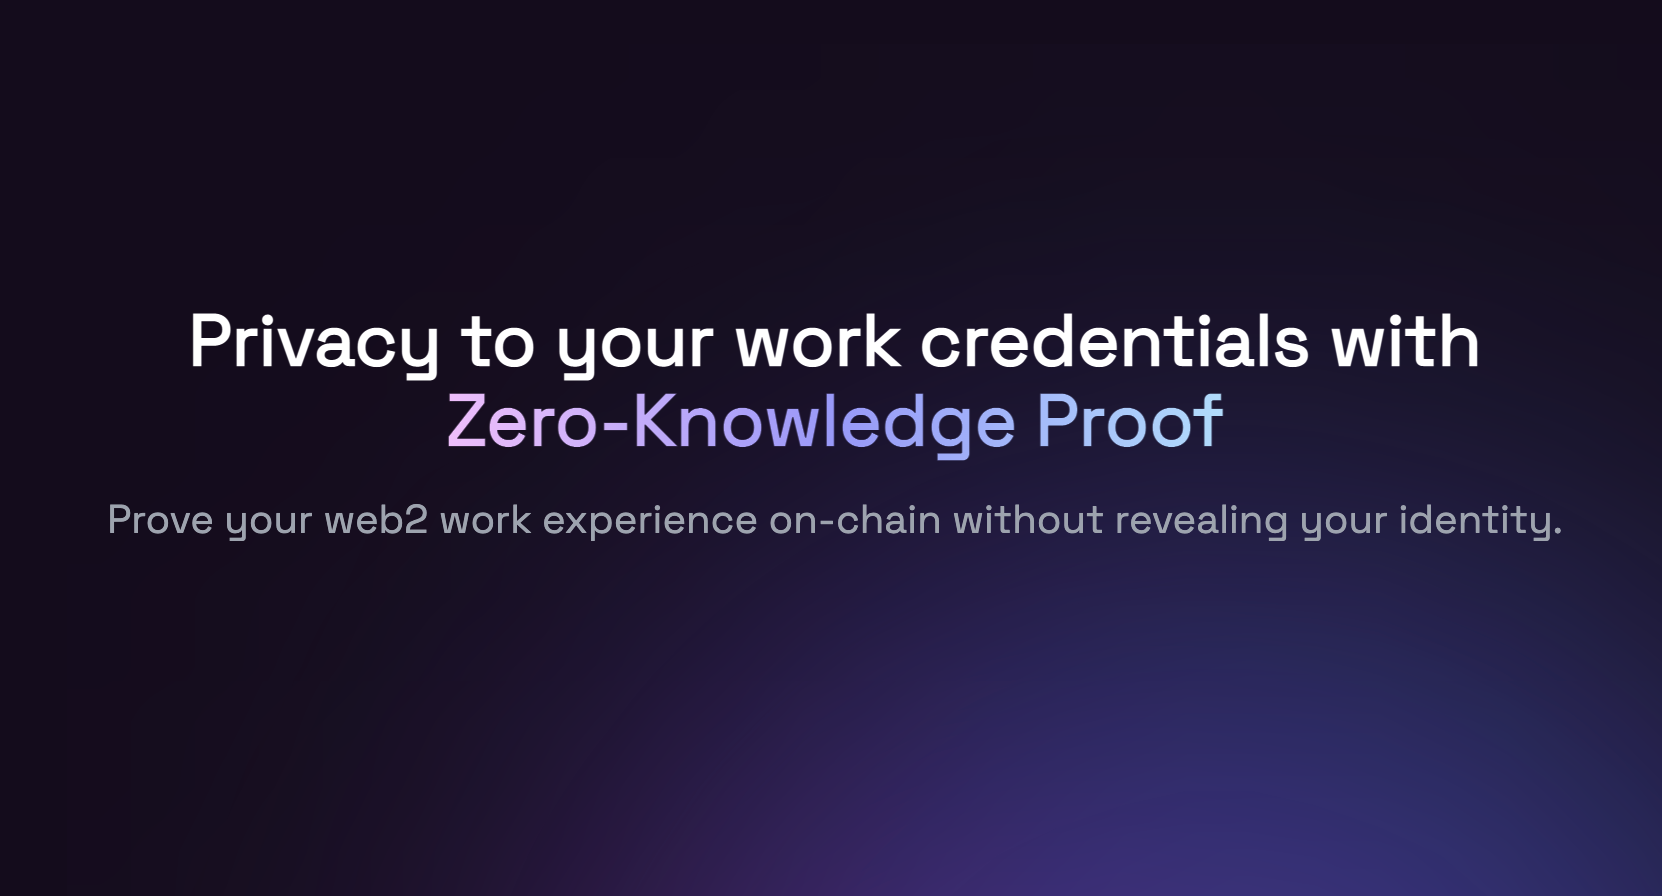 Privacy to your work credentials with
Zero-Knowledge Proof
Prove your web2 work experience on-chain without revealing your identity.